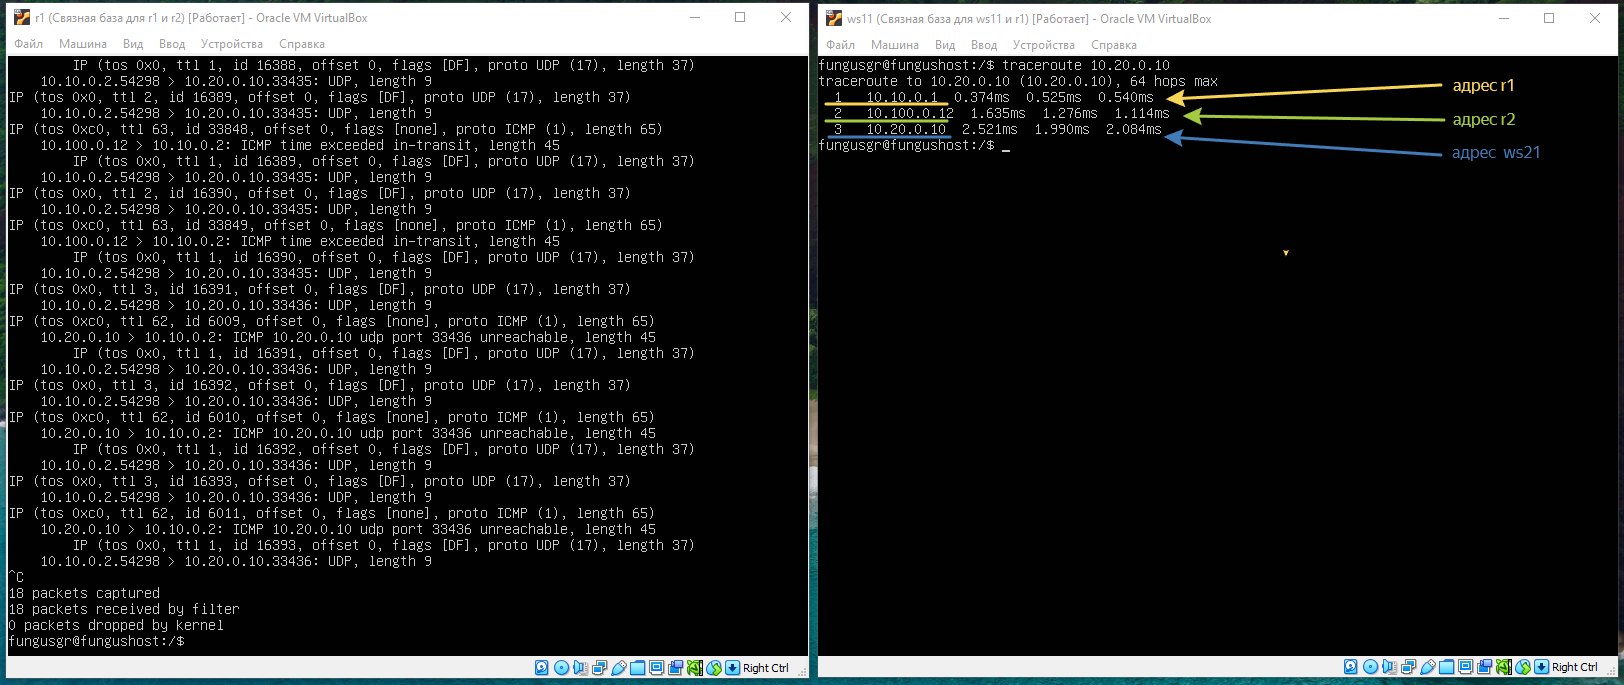 r1 (Связная база для r1 и r2) [Работает] - Oracle VM VirtualBox
Файл Машина Вид Ввод Устройства Справка
IP (tos 0x0, ttl 1, id 16388, offset 0, flags [DF], proto UDP (17), length 37)
10.10.0.2.54298 > 10.20.0.10.33435: UDP, length 9
IP (tos 0x0, ttl 2, id 16389, offset 0, flags [DF], proto UDP (17), length 37)
10.10.0.2.54298 > 10.20.0.10.33435: UDP, length 9
IP (tos 0xc0, ttl 63, id 33848, offset 0, flags [none], proto ICMP (1), length 65)
10.100.0.12 > 10.10.0.2: ICMP time exceeded in-transit, length 45
IP (tos 0x0, ttl 1, id 16389, offset 0, flags [DF], proto UDP (17), length 37)
10.10.0.2.54298 > 10.20.0.10.33435: UDP, length 9
IP (tos 0x0, ttl 2, id 16390, offset 0, flags [DF], proto UDP (17), length 37)
10.10.0.2.54298 > 10.20.0.10.33435: UDP, length 9
IP (tos 0xc0, ttl 63, id 33849, offset 0, flags [none], proto ICMP (1), length 65)
10.100.0.12 > 10.10.0.2: ICMP time exceeded in-transit, length 45
IP (tos 0x0, ttl 1, id 16390, offset 0, flags [DF], proto UDP (17), length 37)
10.10.0.2.54298 > 10.20.0.10.33435: UDP, length 9
IP (tos 0x0, ttl 3, id 16391, offset 0, flags [DF], proto UDP (17), length 37)
10.10.0.2.54298 > 10.20.0.10.33436: UDP, length 9
IP (tos 0xc0, ttl 62, id 6009, offset 0, flags [none], proto ICMP (1), length 65)
10.20.0.10 > 10.10.0.2: ICMP 10.20.0.10 udp port 33436 unreachable, length 45
IP (tos 0x0, ttl 1, id 16391, offset 0, flags [DF], proto UDP (17), length 37)
10.10.0.2.54298 > 10.20.0.10.33436: UDP, length 9
IP (tos 0x0, ttl 3, id 16392, offset 0, flags [DF], proto UDP (17), length 37)
10.10.0.2.54298 > 10.20.0.10.33436: UDP, length 9
IP (tos 0xc0, ttl 62, id 6010, offset 0, flags [none], proto ICMP (1), length 65)
10.20.0.10 > 10.10.0.2: ICMP 10.20.0.10 udp port 33436 unreachable, length 45
IP (tos 0x0, ttl 1, id 16392, offset 0, flags [DF], proto UDP (17), length 37)
10.10.0.2.54298 > 10.20.0.10.33436: UDP, length 9
IP (tos 0x0, ttl 3, id 16393, offset 0, flags [DF], proto UDP (17), length 37)
10.10.0.2.54298 > 10.20.0.10.33436: UDP, length 9
IP (tos 0xc0, ttl 62, id 6011, offset 0, flags [none], proto ICMP (1), length 65)
10.20.0.10 > 10.10.0.2: ICMP 10.20.0.10 udp port 33436 unreachable, length 45
IP (tos 0x0, ttl 1, id 16393, offset 0, flags [DF], proto UDP (17), length 37)
10.10.0.2.54298 > 10.20.0.10.33436: UDP, length 9
^C
18 packets captured
18 packets received by filter
0 packets dropped by kernel
fungusgr@fungushost:/$
Right Ctrl
ws11 (Связная база для ws11 и r1) [Работает] - Oracle VM VirtualBox
Файл Машина Вид Ввод Устройства Справка
fungusgr@fungushost:/$ traceroute 10.20.0.10
traceroute to 10.20.0.10 (10.20.0.10), 64 hops max
1 10.10.0.1 0.374ms 0.525ms 0.540ms
2 10.100.0.12 1.635ms 1.276ms 1.114ms
3 10.20.0.10 2.521ms 1.990ms 2.084ms
fungusgr@fungushost:/$ _
адрес r1
адрес r2
адрес ws21
Right Ctrl